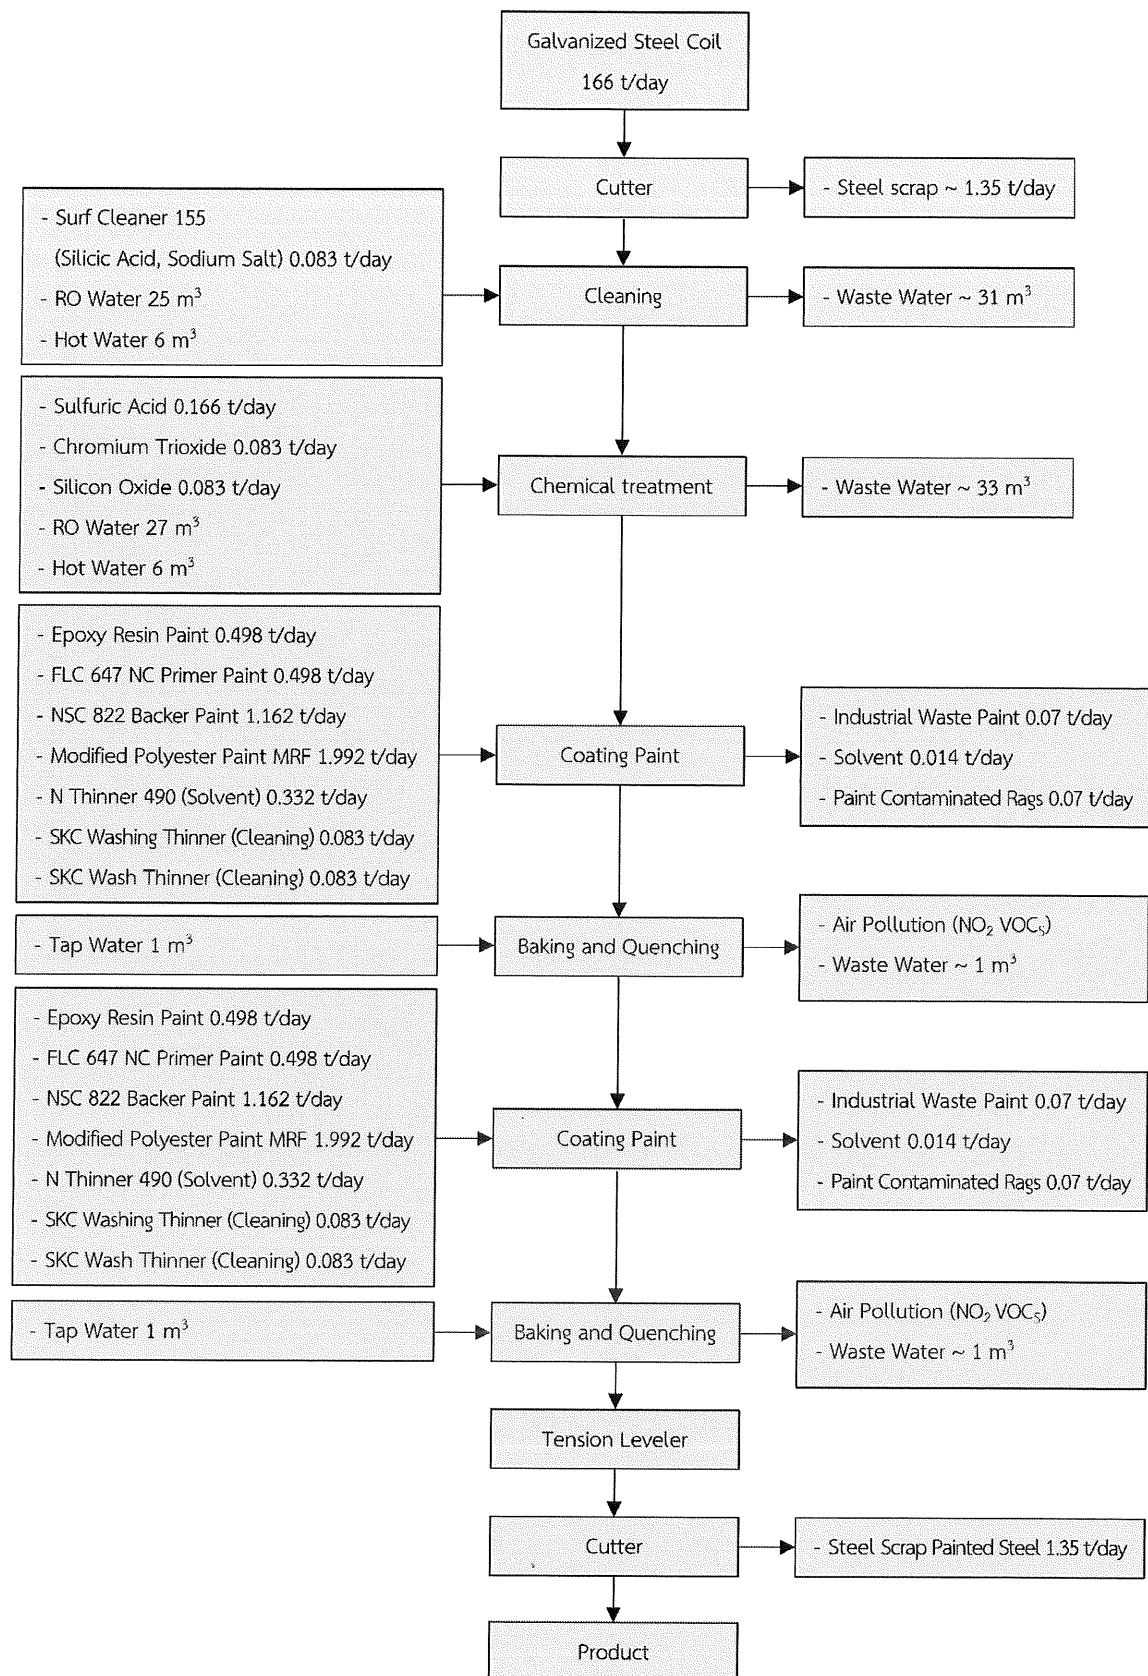 Galvanized Steel Coil
166 t/day
Cutter
- Steel scrap ~ 1.35 t/day
- Surf Cleaner 155
(Silicic Acid, Sodium Salt) 0.083 t/day
- RO Water 25 m³
- Hot Water 6 m³
Cleaning
- Waste Water ~ 31 m³
- Sulfuric Acid 0.166 t/day
- Chromium Trioxide 0.083 t/day
- Silicon Oxide 0.083 t/day
- RO Water 27 m³
- Hot Water 6 m³
Chemical treatment
- Waste Water ~ 33 m³
- Epoxy Resin Paint 0.498 t/day
- FLC 647 NC Primer Paint 0.498 t/day
- NSC 822 Backer Paint 1.162 t/day
- Modified Polyester Paint MRF 1.992 t/day
- N Thinner 490 (Solvent) 0.332 t/day
- SKC Washing Thinner (Cleaning) 0.083 t/day
- SKC Wash Thinner (Cleaning) 0.083 t/day
Coating Paint
- Industrial Waste Paint 0.07 t/day
- Solvent 0.014 t/day
- Paint Contaminated Rags 0.07 t/day
- Tap Water 1 m³
Baking and Quenching
- Air Pollution (NO₂ VOCₛ)
- Waste Water ~ 1 m³
- Epoxy Resin Paint 0.498 t/day
- FLC 647 NC Primer Paint 0.498 t/day
- NSC 822 Backer Paint 1.162 t/day
- Modified Polyester Paint MRF 1.992 t/day
- N Thinner 490 (Solvent) 0.332 t/day
- SKC Washing Thinner (Cleaning) 0.083 t/day
- SKC Wash Thinner (Cleaning) 0.083 t/day
Coating Paint
- Industrial Waste Paint 0.07 t/day
- Solvent 0.014 t/day
- Paint Contaminated Rags 0.07 t/day
- Tap Water 1 m³
Baking and Quenching
- Air Pollution (NO₂ VOCₛ)
- Waste Water ~ 1 m³
Tension Leveler
Cutter
- Steel Scrap Painted Steel 1.35 t/day
Product